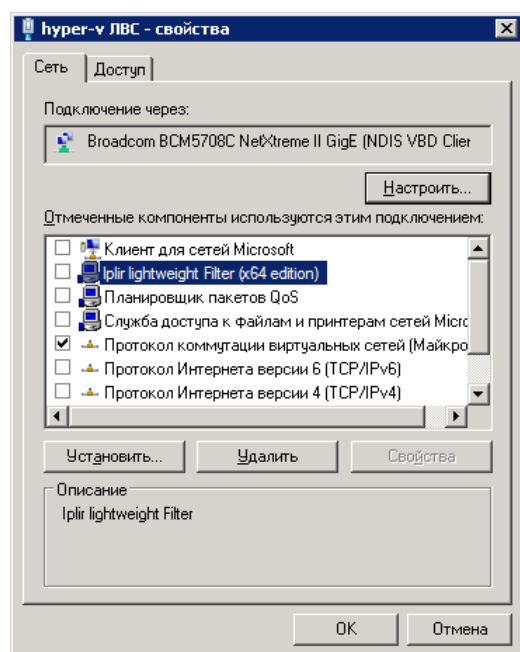 hyper-v ЛВС - свойства
Сеть
Доступ
Подключение через:
Broadcom BCM5708C NetXtreme II GigE (NDIS VBD Clier
Настроить...
Отмеченные компоненты используются этим подключением:
Клиент для сетей Microsoft
Iplir lightweight Filter (x64 edition)
Планировщик пакетов QoS
Служба доступа к файлам и принтерам сетей Micro
Протокол коммутации виртуальных сетей (Майкро
Протокол Интернета версии 6 (TCP/IPv6)
Протокол Интернета версии 4 (TCP/IPv4)
Установить...
Удалить
Свойства
Описание
Iplir lightweight Filter
OK
Отмена